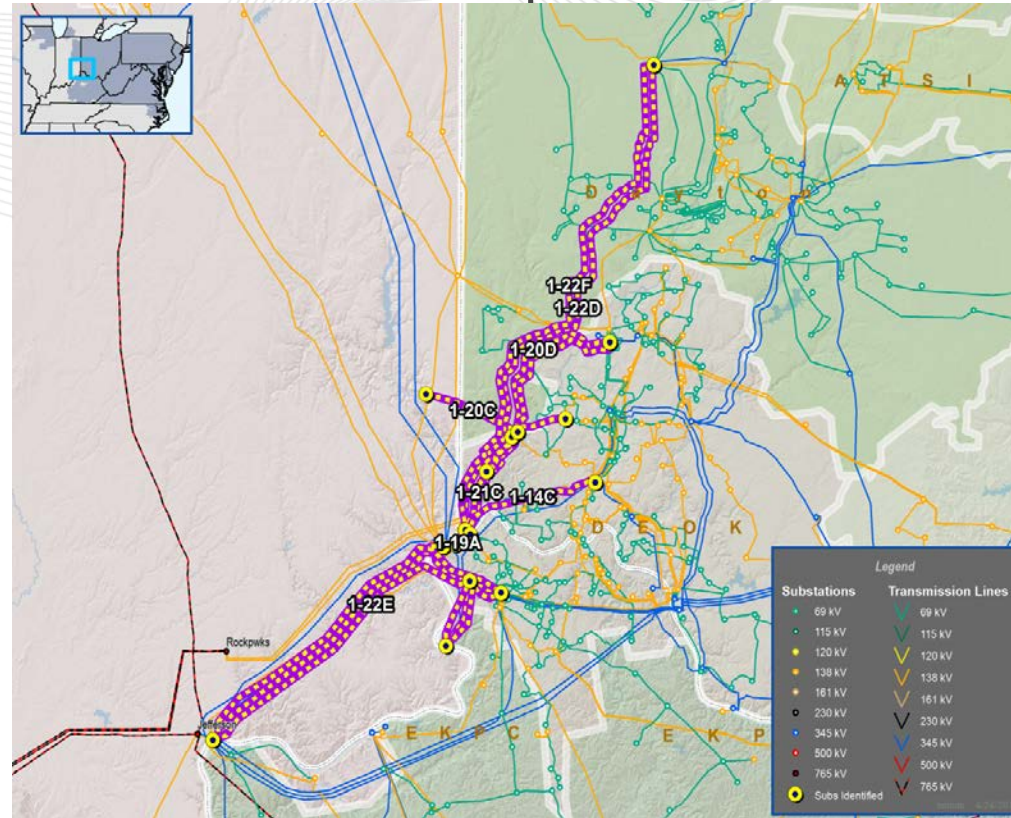 A T S I
D a y t o n
1-22F
1-22D
1-20D
1-20C
1-21C
1-14C
D E O K
1-19A
1-22E
Rockpwks
Jefferson
E K P C
E K P
Legend
Substations
69 kV
115 kV
120 kV
138 kV
161 kV
230 kV
345 kV
500 kV
765 kV
Subs Identified
Transmission Lines
69 kV
115 kV
120 kV
138 kV
161 kV
230 kV
345 kV
500 kV
765 kV